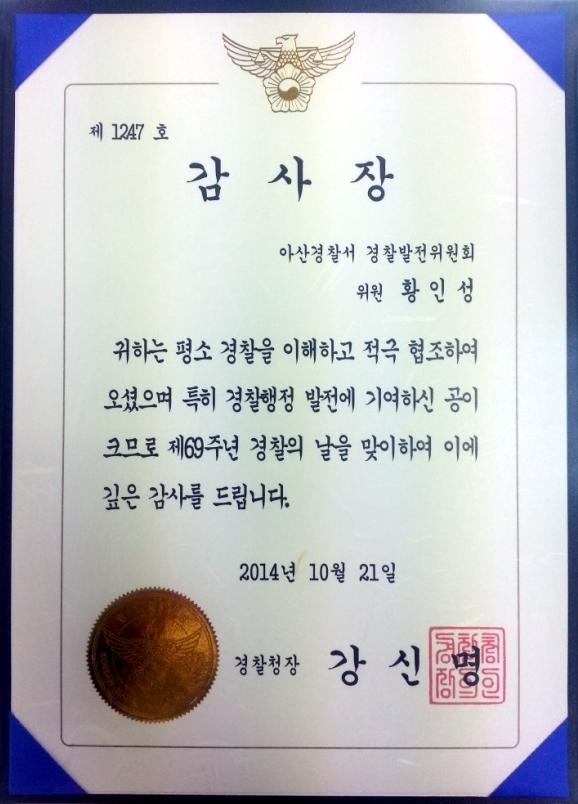 제 1247 호
감 사 장
아산경찰서 경찰발전위원회
위원 황 인 성
귀하는 평소 경찰을 이해하고 적극 협조하여
오셨으며 특히 경찰행정 발전에 기여하신 공이
크므로 제69주년 경찰의 날을 맞이하여 이에
깊은 감사를 드립니다.
2014년 10월 21일
경찰청장 강 신 명